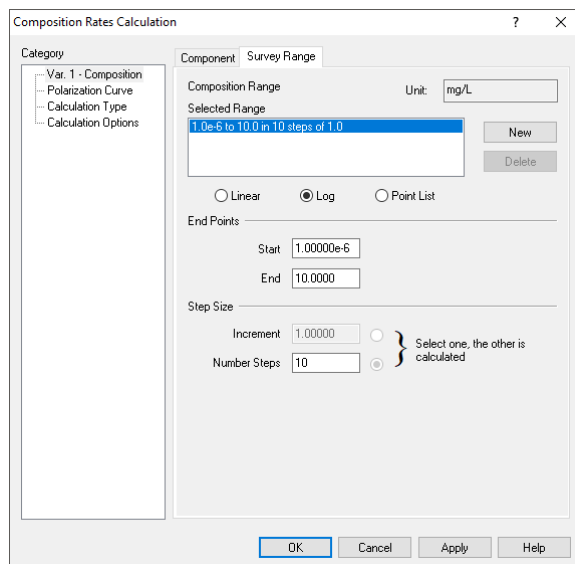 Composition Rates Calculation
?
Category
Var. 1 - Composition
Polarization Curve
Calculation Type
Calculation Options
Component
Survey Range
Composition Range
Unit: mg/L
Selected Range
1.0e-6 to 10.0 in 10 steps of 1.0
New
Delete
Linear
Log
Point List
End Points
Start 1.00000e-6
End 10.0000
Step Size
Increment 1.00000
Number Steps 10
Select one, the other is
calculated
OK
Cancel
Apply
Help